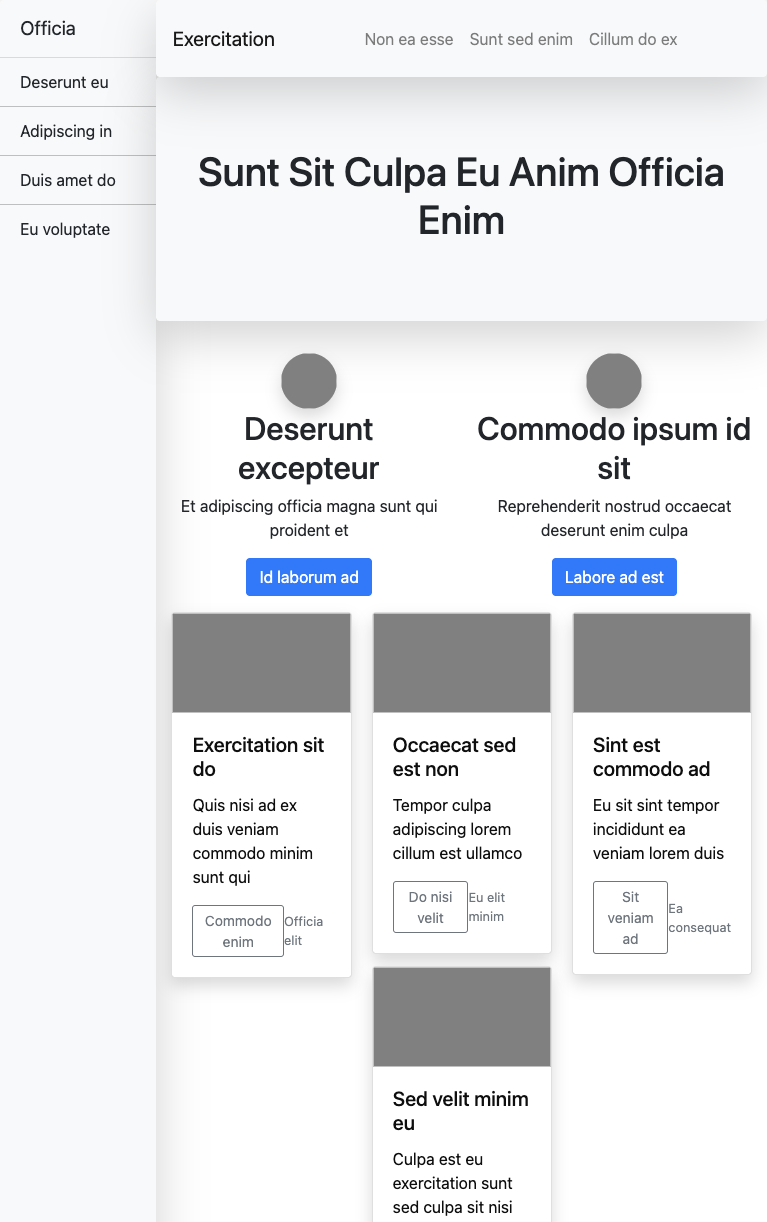 Officia
Deserunt eu
Adipiscing in
Duis amet do
Eu voluptate
Exercitation
Non ea esse
Sunt sed enim
Cillum do ex
Sunt Sit Culpa Eu Anim Officia
Enim
Deserunt
excepteur
Et adipiscing officia magna sunt qui
proident et
Id laborum ad
Commodo ipsum id
sit
Reprehenderit nostrud occaecat
deserunt enim culpa
Labore ad est
Exercitation sit
do
Quis nisi ad ex
duis veniam
commodo minim
sunt qui
Commodo
enim
Officia
elit
Occaecat sed
est non
Tempor culpa
adipiscing lorem
cillum est ullamco
Do nisi
velit
Eu elit
minim
Sint est
commodo ad
Eu sit sint tempor
incididunt ea
veniam lorem duis
Sit
veniam
ad
Ea
consequat
Sed velit minim
eu
Culpa est eu
exercitation sunt
sed culpa sit nisi